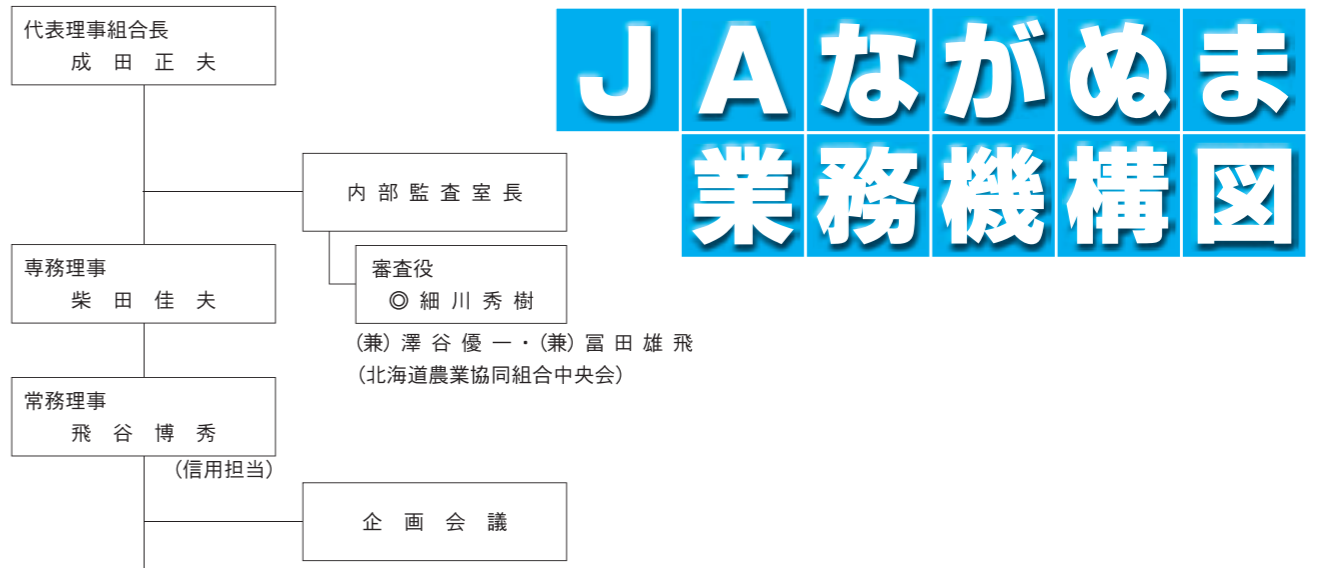 JAながぬま
業務機構図
代表理事組合長
成田正夫
内部監査室長
専務理事
柴田佳夫
審査役
◎細川秀樹
(兼)澤谷優一・(兼)冨田雄飛
(北海道農業協同組合中央会)
常務理事
飛谷博秀
(信用担当)
企画会議